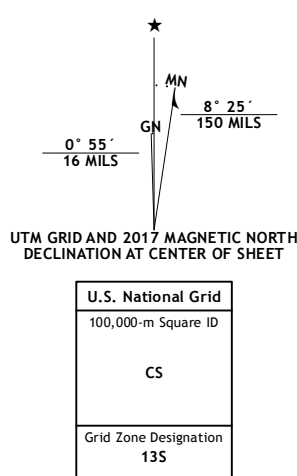 ★
MN
8° 25´
150 MILS
GN
0° 55´
16 MILS
UTM GRID AND 2017 MAGNETIC NORTH
DECLINATION AT CENTER OF SHEET
U.S. National Grid
100,000-m Square ID
CS
Grid Zone Designation
13S